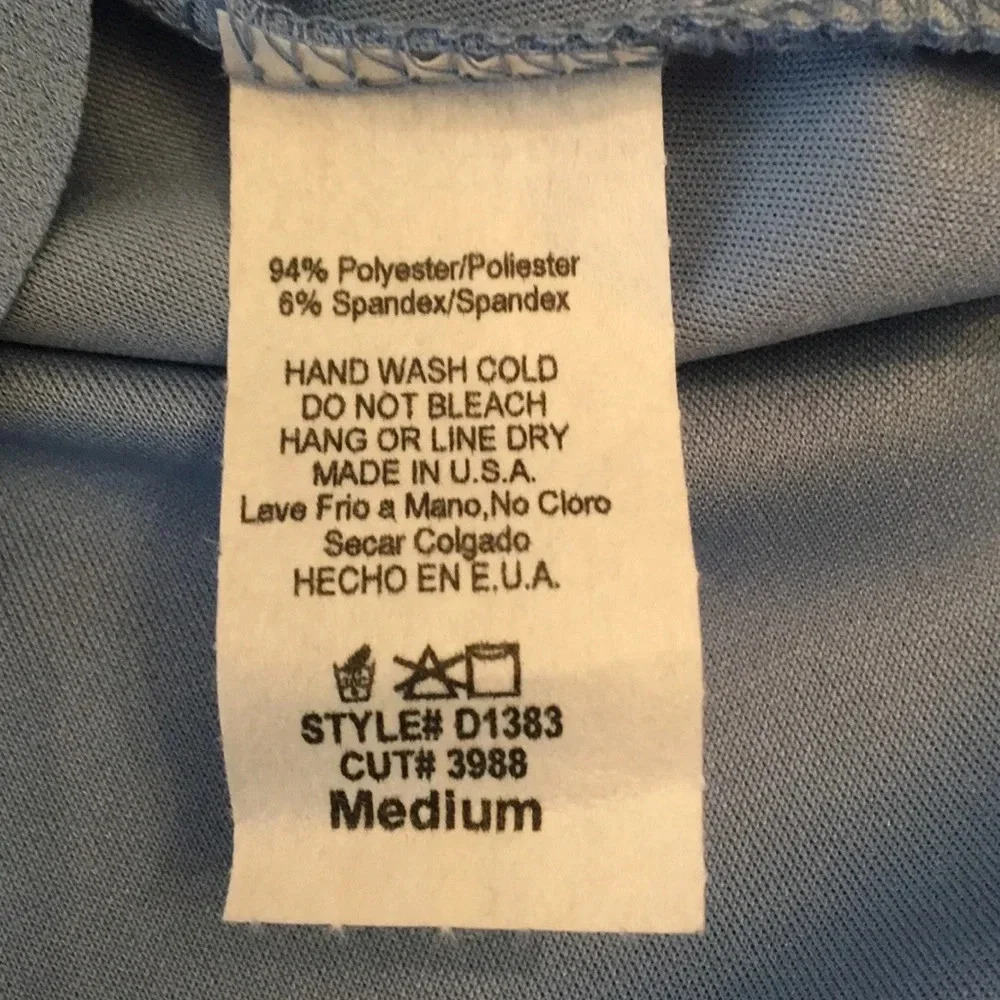 94% Polyester/Poliester
6% Spandex/Spandex
HAND WASH COLD
DO NOT BLEACH
HANG OR LINE DRY
MADE IN U.S.A.
Lave Frio a Mano,No Cloro
Secar Colgado
HECHO EN E.U.A.
STYLE# D1383
CUT# 3988
Medium